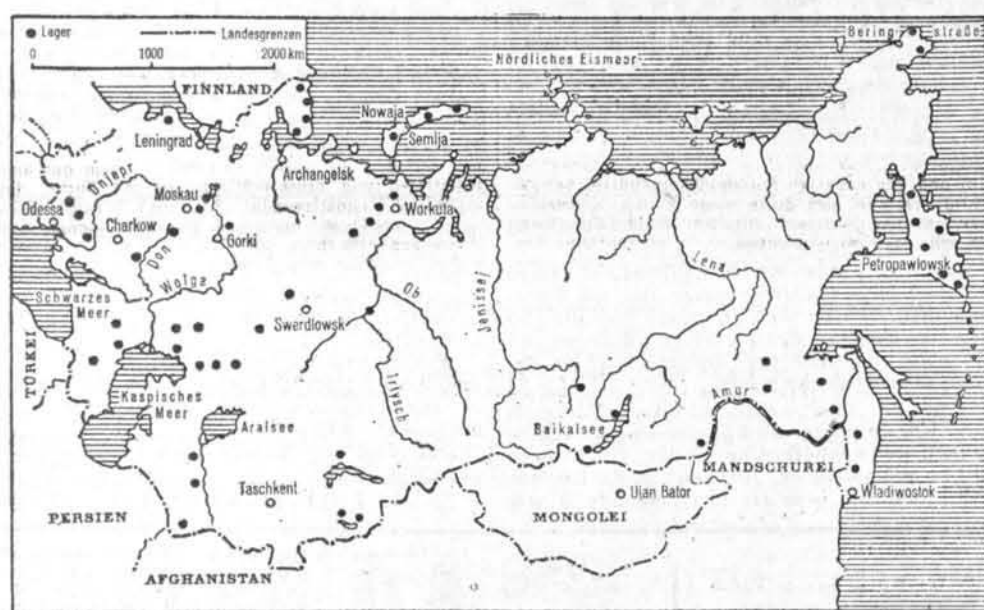 Lager
Landesgrenzen
0 1000 2000 km
Beringstraße
Nördliches Eismeer
FINNLAND
Nowaja
Semlja
Leningrad
Archangelsk
Dnjepr
Moskau
Workuta
Odessa
Charkow
Don
Gorki
Lena
Petropawlowsk
Wolga
Ob
Jenissei
Schwarzes
Meer
Swerdlowsk
TÜRKEI
Irtysch
Kaspisches
Meer
Amur
Aralsee
Baikalsee
MANDSCHUREI
Taschkent
Ulan Bator
Wladiwostok
PERSIEN
MONGOLEI
AFGHANISTAN